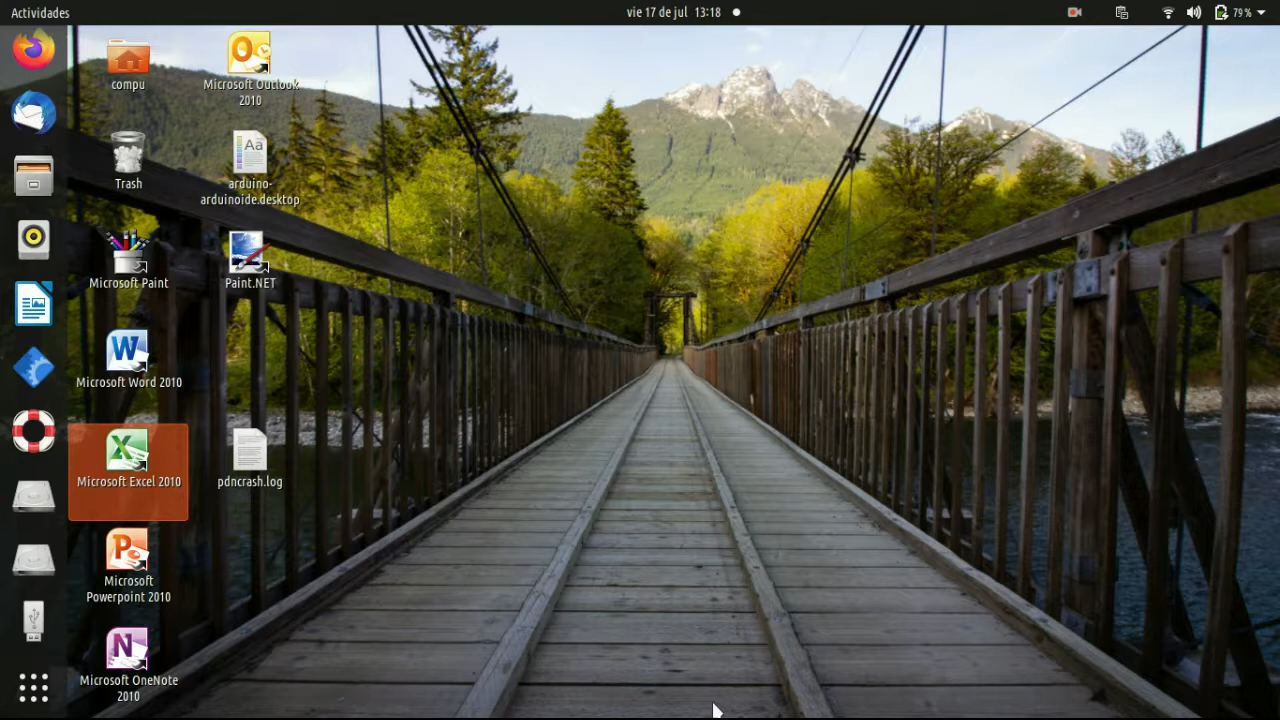 Actividades
vie 17 de jul 13:18
79 %
compu
Microsoft Outlook
2010
Trash
Aa
arduino-
arduinoide.desktop
Microsoft Paint
Paint.NET
Microsoft Word 2010
Microsoft Excel 2010
pdncrash.log
Microsoft
Powerpoint 2010
Microsoft OneNote
2010